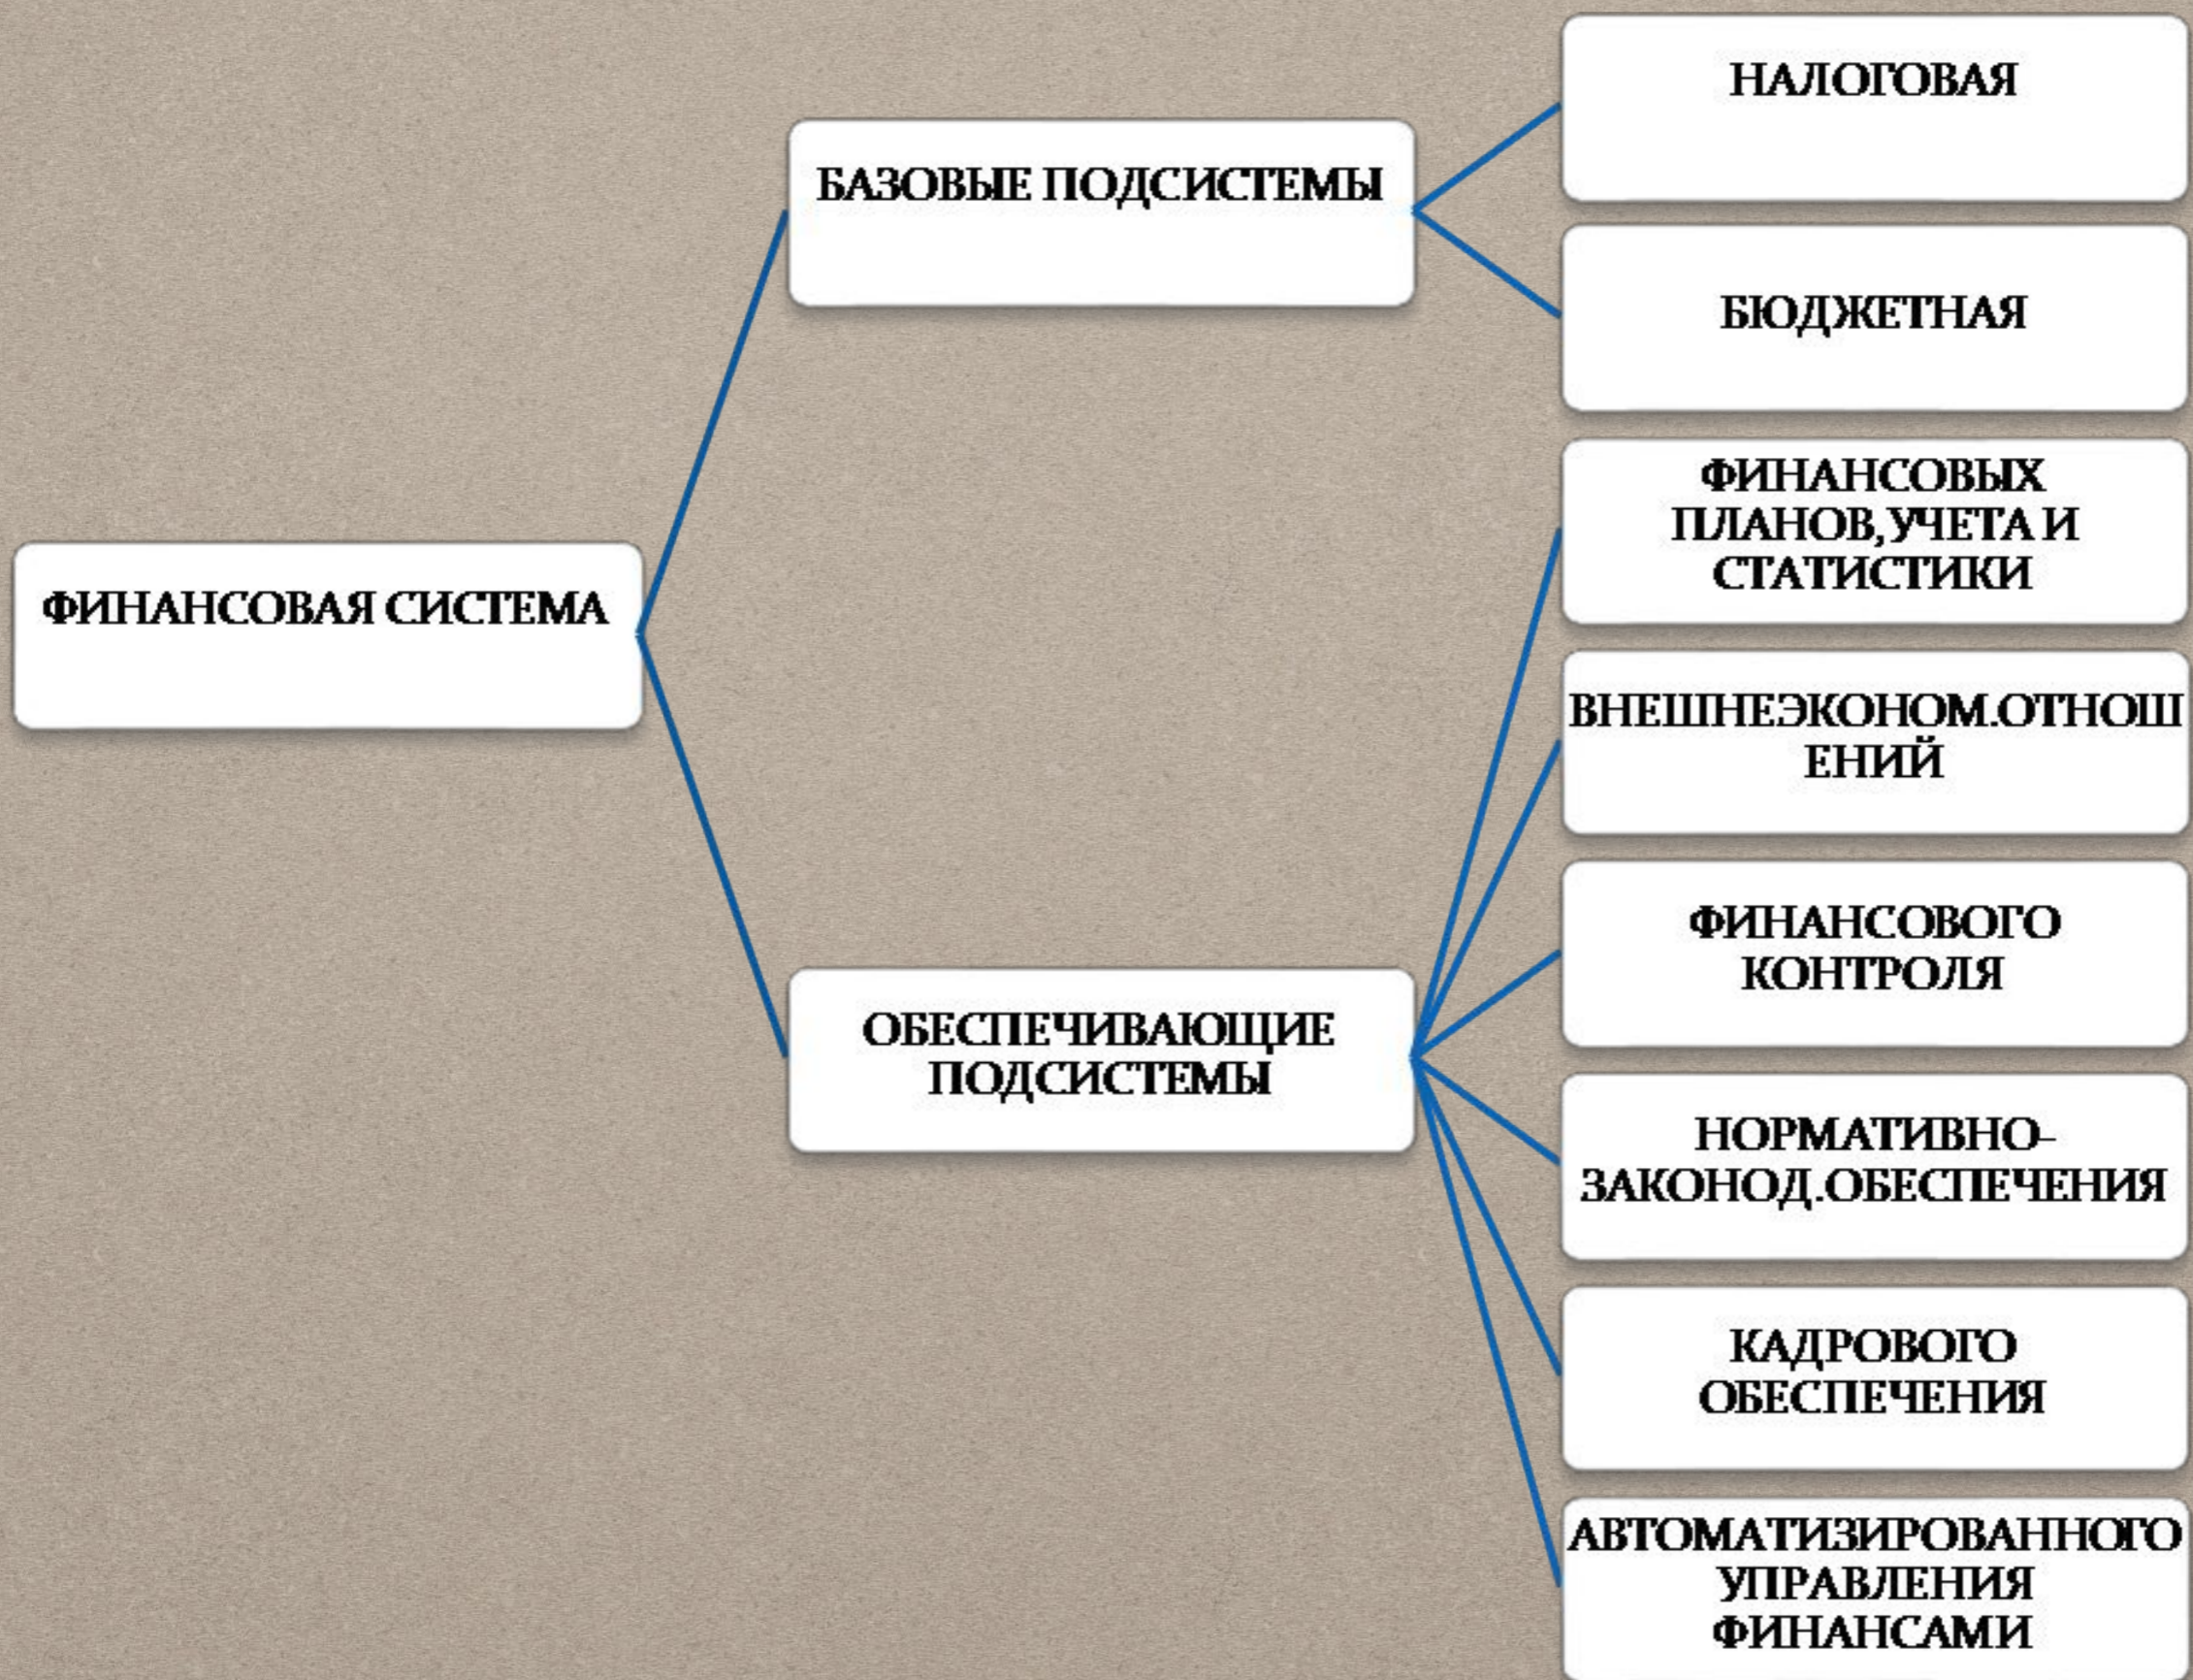 ФИНАНСОВАЯ СИСТЕМА
БАЗОВЫЕ ПОДСИСТЕМЫ
НАЛОГОВАЯ
БЮДЖЕТНАЯ
ОБЕСПЕЧИВАЮЩИЕ
ПОДСИСТЕМЫ
ФИНАНСОВЫХ
ПЛАНОВ,УЧЕТА И
СТАТИСТИКИ
ВНЕШНЕЭКОНОМ.ОТНОШ
ЕНИЙ
ФИНАНСОВОГО
КОНТРОЛЯ
НОРМАТИВНО-
ЗАКОНОД.ОБЕСПЕЧЕНИЯ
КАДРОВОГО
ОБЕСПЕЧЕНИЯ
АВТОМАТИЗИРОВАННОГО
УПРАВЛЕНИЯ
ФИНАНСАМИ